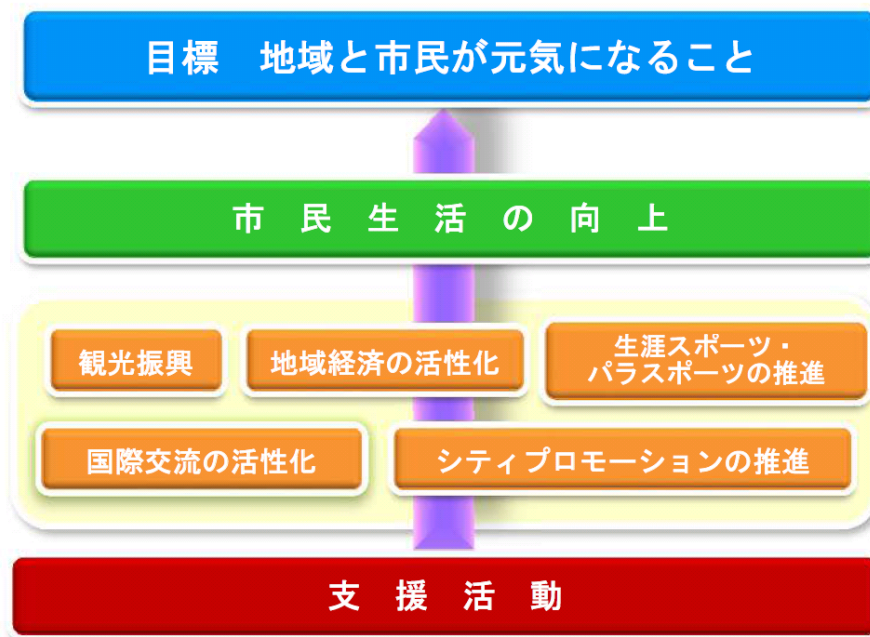 目標　地域と市民が元気になること
市民生活の向上
観光振興
地域経済の活性化
生涯スポーツ・
パラスポーツの推進
国際交流の活性化
シティプロモーションの推進
支援活動